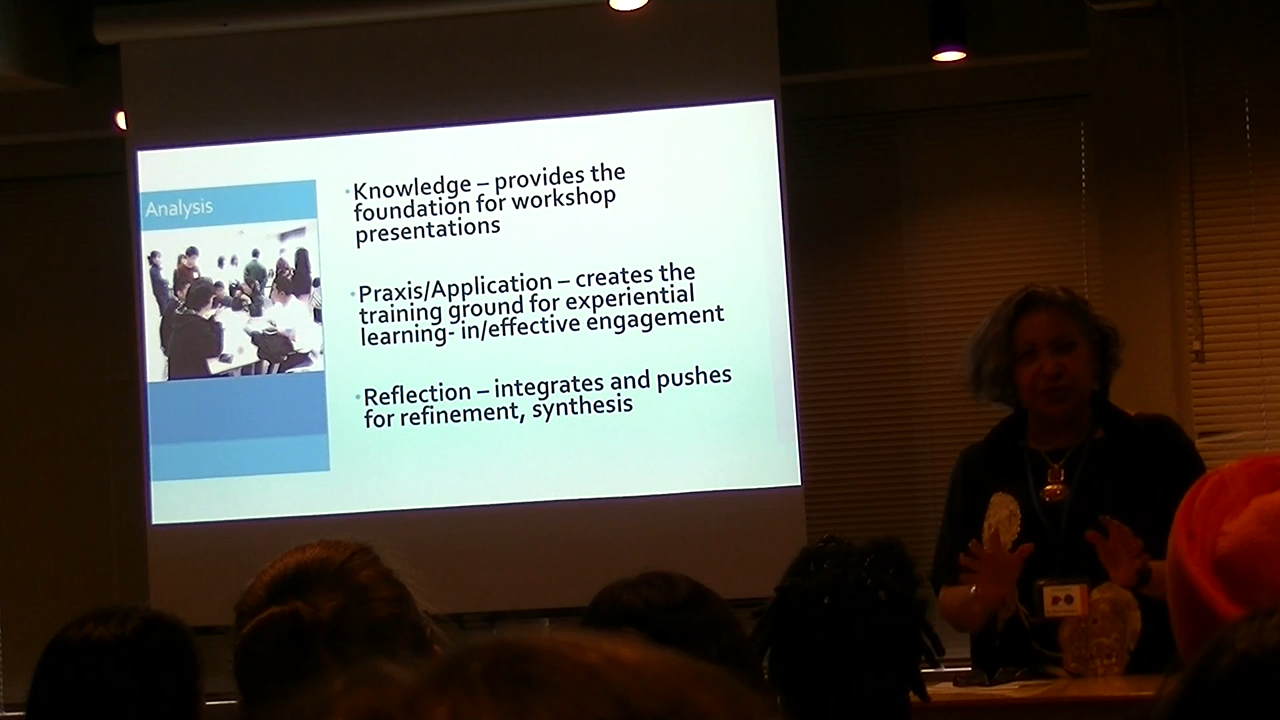 Analysis
Knowledge – provides the
foundation for workshop
presentations
Praxis/Application – creates the
training ground for experiential
learning- in/effective engagement
Reflection – integrates and pushes
for refinement, synthesis